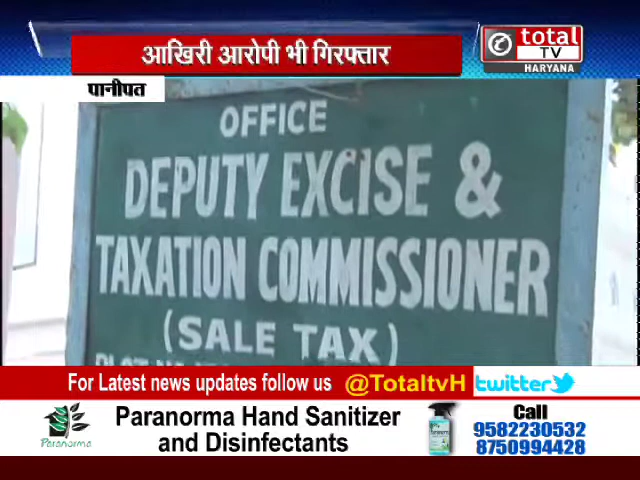 आखिरी आरोपी भी गिरफ्तार
total
TV
HARYANA
पानीपत
OFFICE
DEPUTY EXCISE &
TAXATION COMMISSIONER
(SALE TAX)
For Latest news updates follow us @TotaltvH twitter
Paranorma
Paranorma Hand Sanitizer
and Disinfectants
Call
9582230532
8750994428